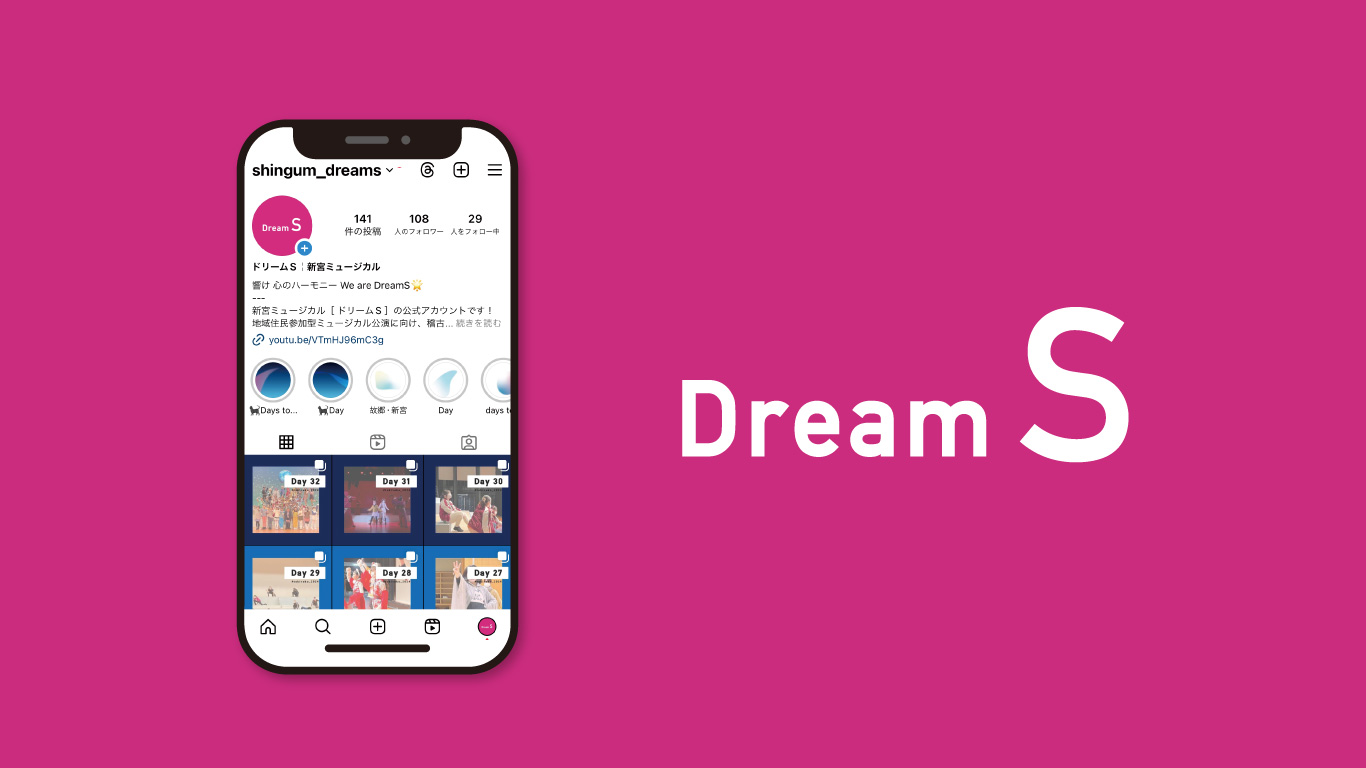 shingum_dreams
Dream S
141
108
29
件の投稿
人のフォロワー
人をフォロー中
ドリームＳ¦新宮ミュージカル
響け 心のハーモニー We are DreamS🌟
---
新宮ミュージカル［ ドリームＳ ］の公式アカウントです！
地域住民参加型ミュージカル公演に向け、稽古... 続きを読む
youtu.be/VTmHJ96mC3g
🐈‍⬛Days to...
🐈‍⬛Day
故郷・新宮
Day
days t
Day 32
Day 31
Day 30
Day 29
Day 28
Day 27
Dream S